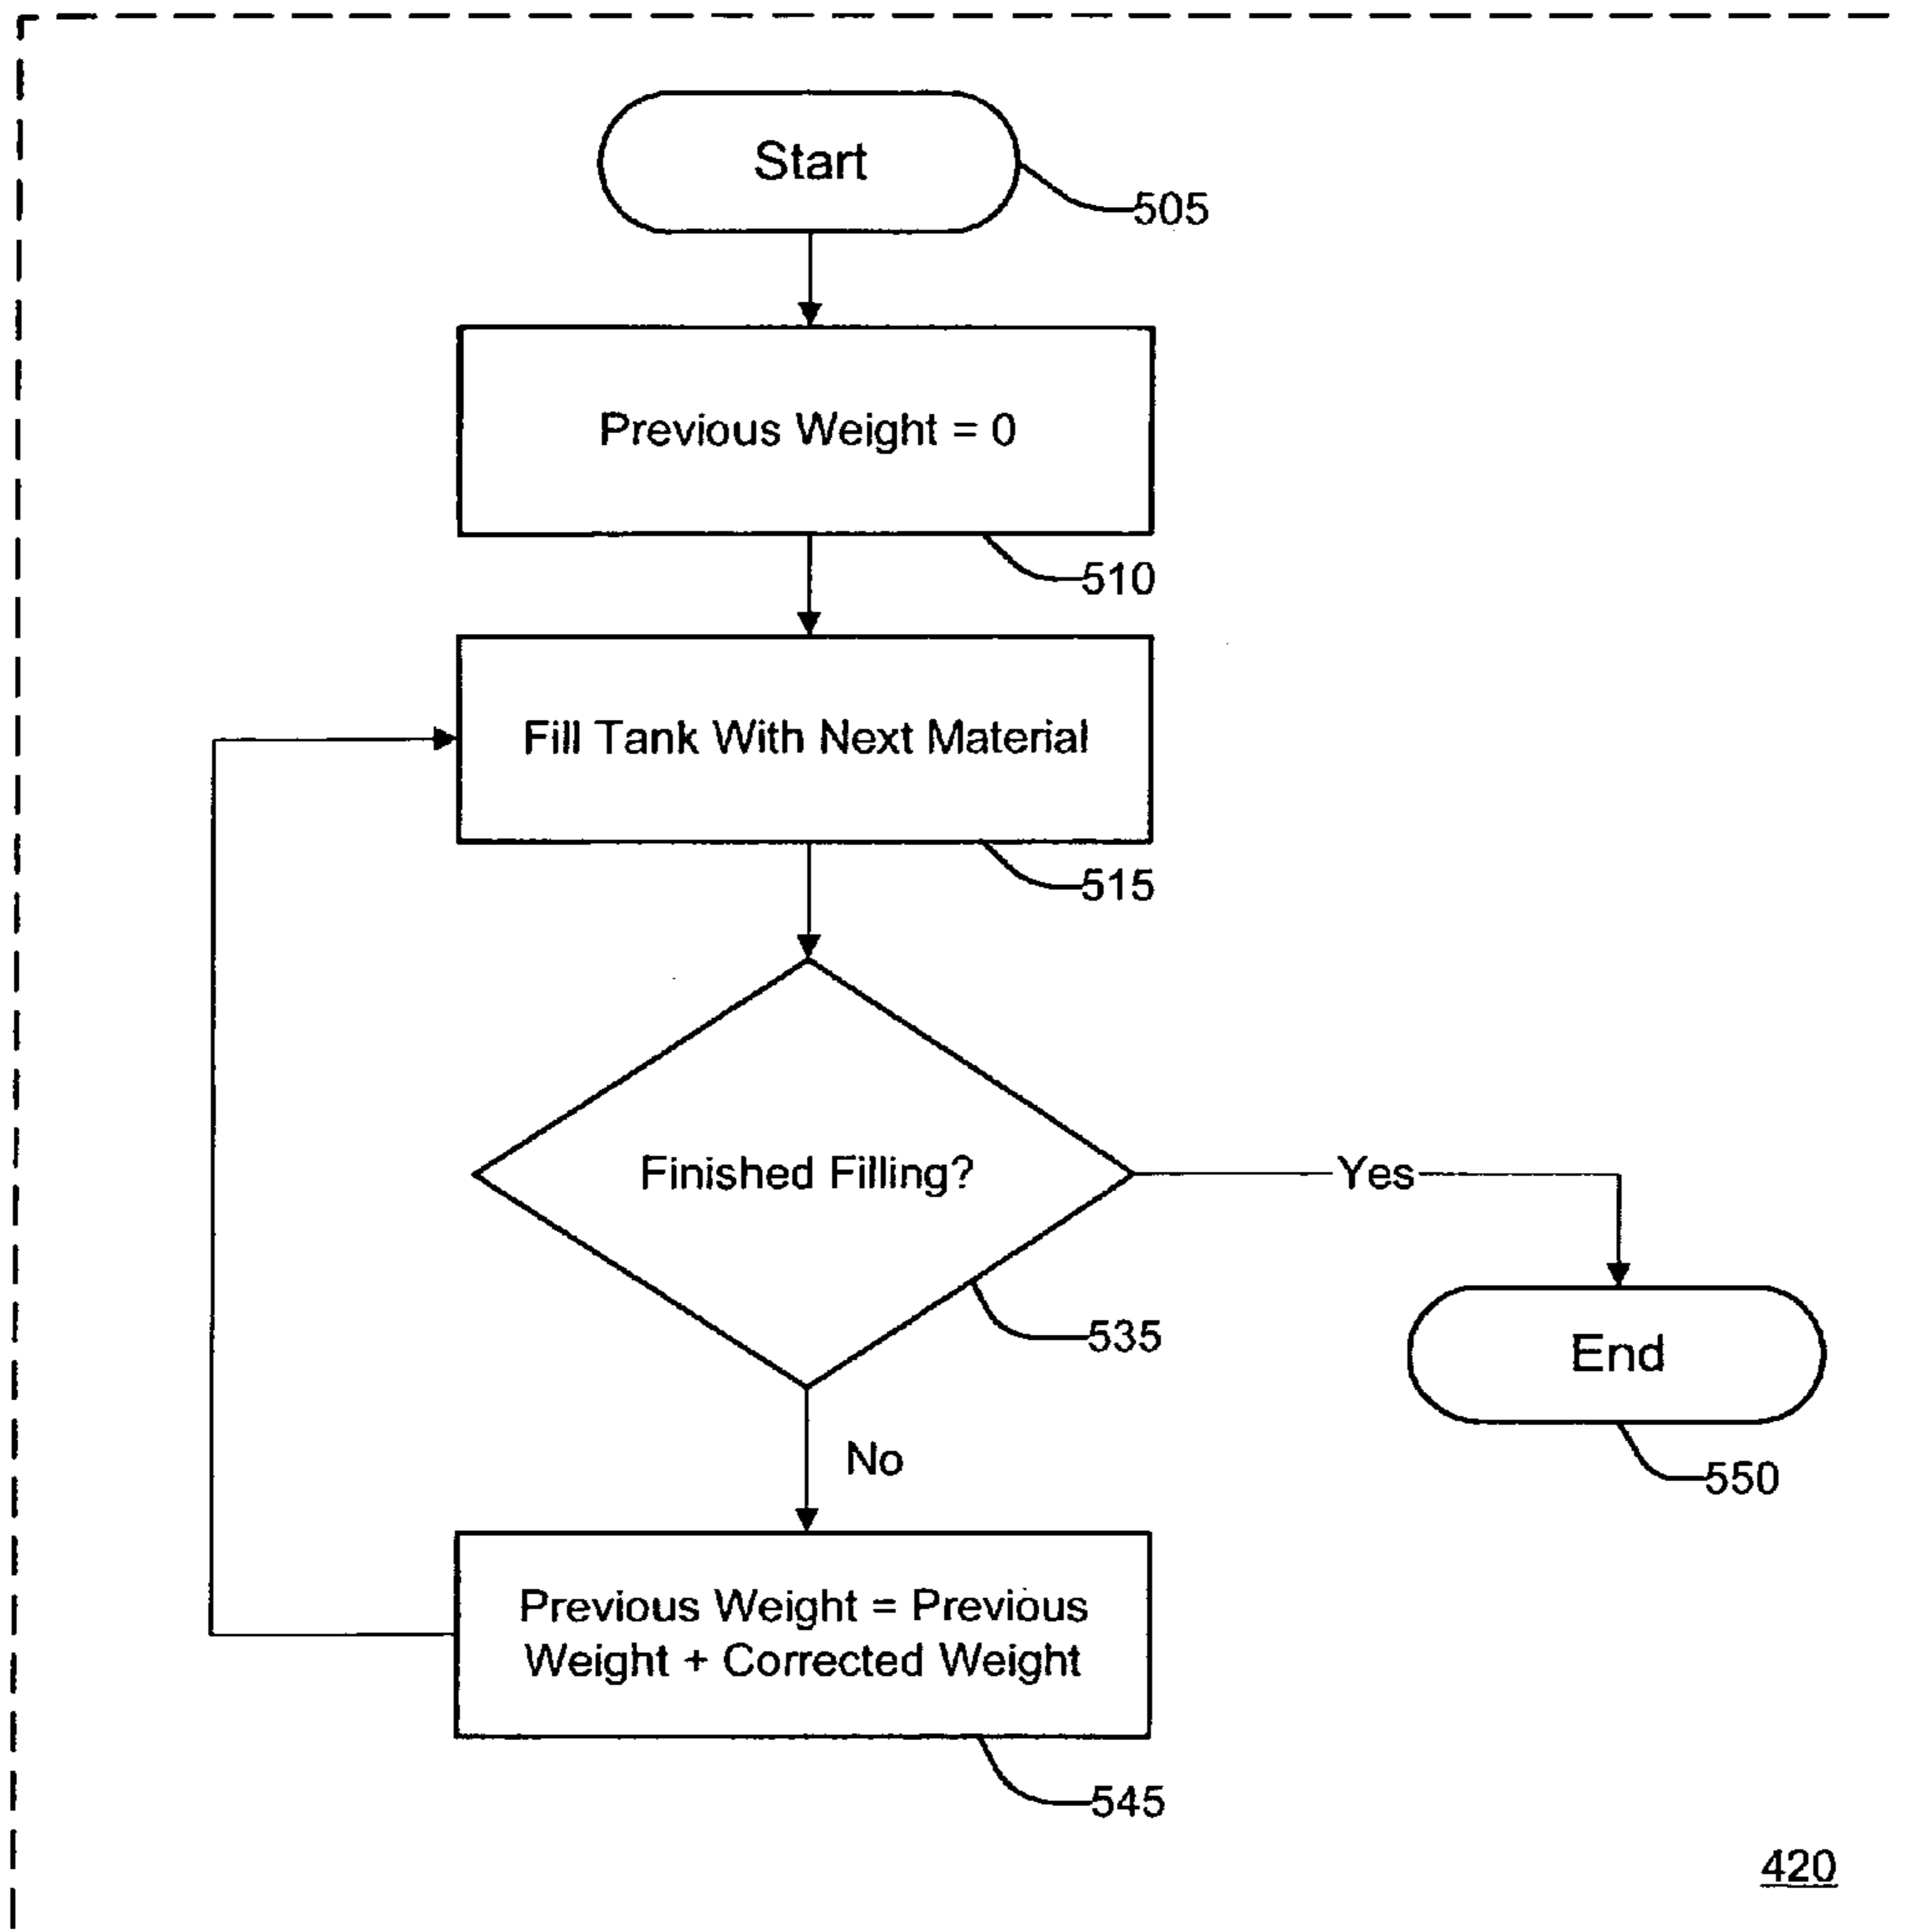 Start
505
Previous Weight = 0
510
Fill Tank With Next Material
515
Finished Filling?
Yes
535
End
No
550
Previous Weight = Previous
Weight + Corrected Weight
545
420